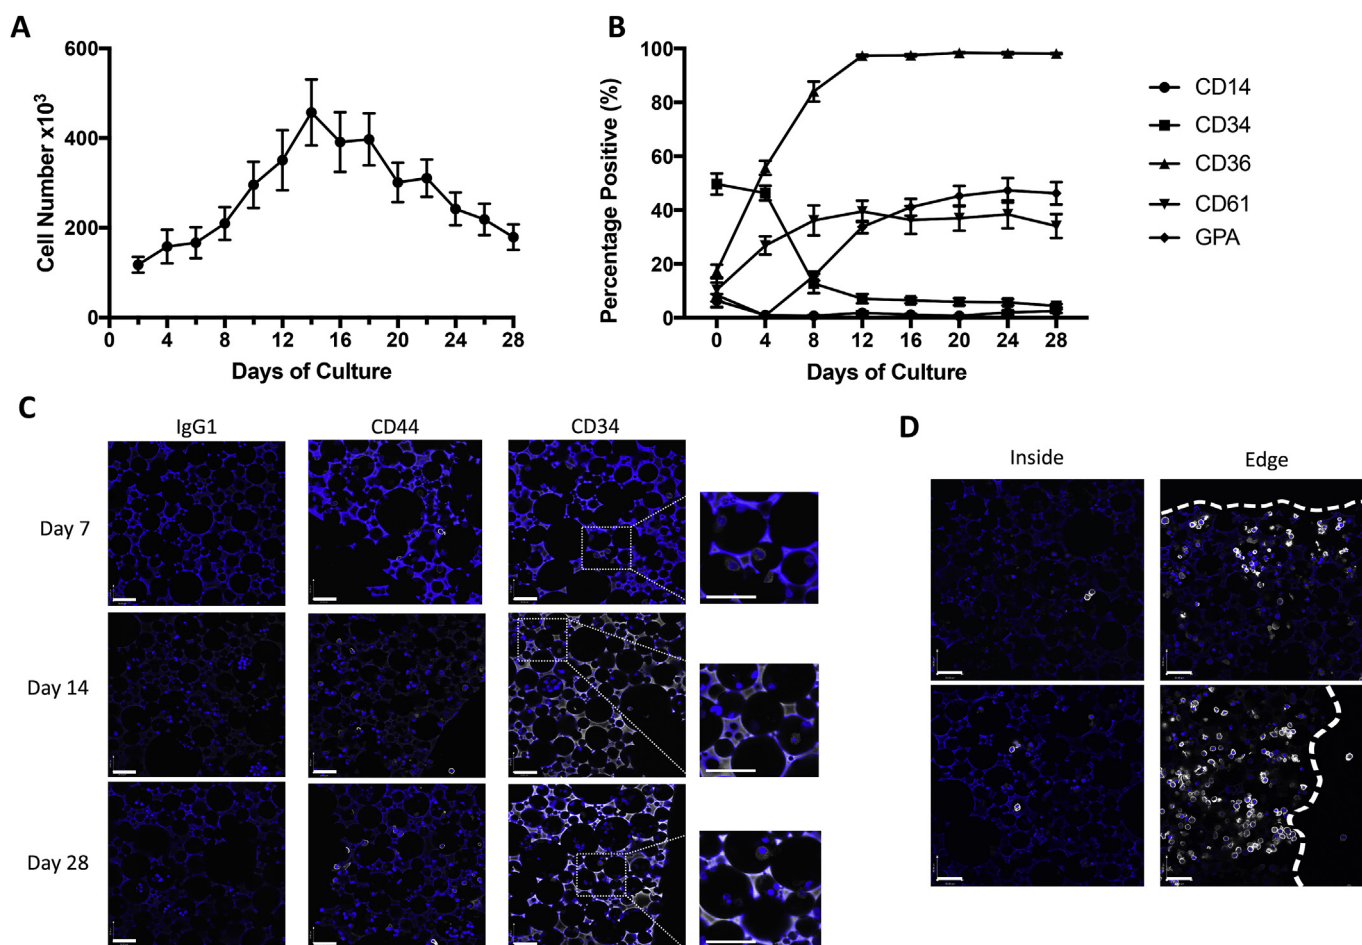 A
B
600
400
200
0
Cell Number x10³
0 4 8 12 16 20 24 28
Days of Culture
100
80
60
40
20
0
Percentage Positive (%)
0 4 8 12 16 20 24 28
Days of Culture
CD14
CD34
CD36
CD61
GPA
C
IgG1 CD44 CD34
Day 7
Day 14
Day 28
D
Inside Edge